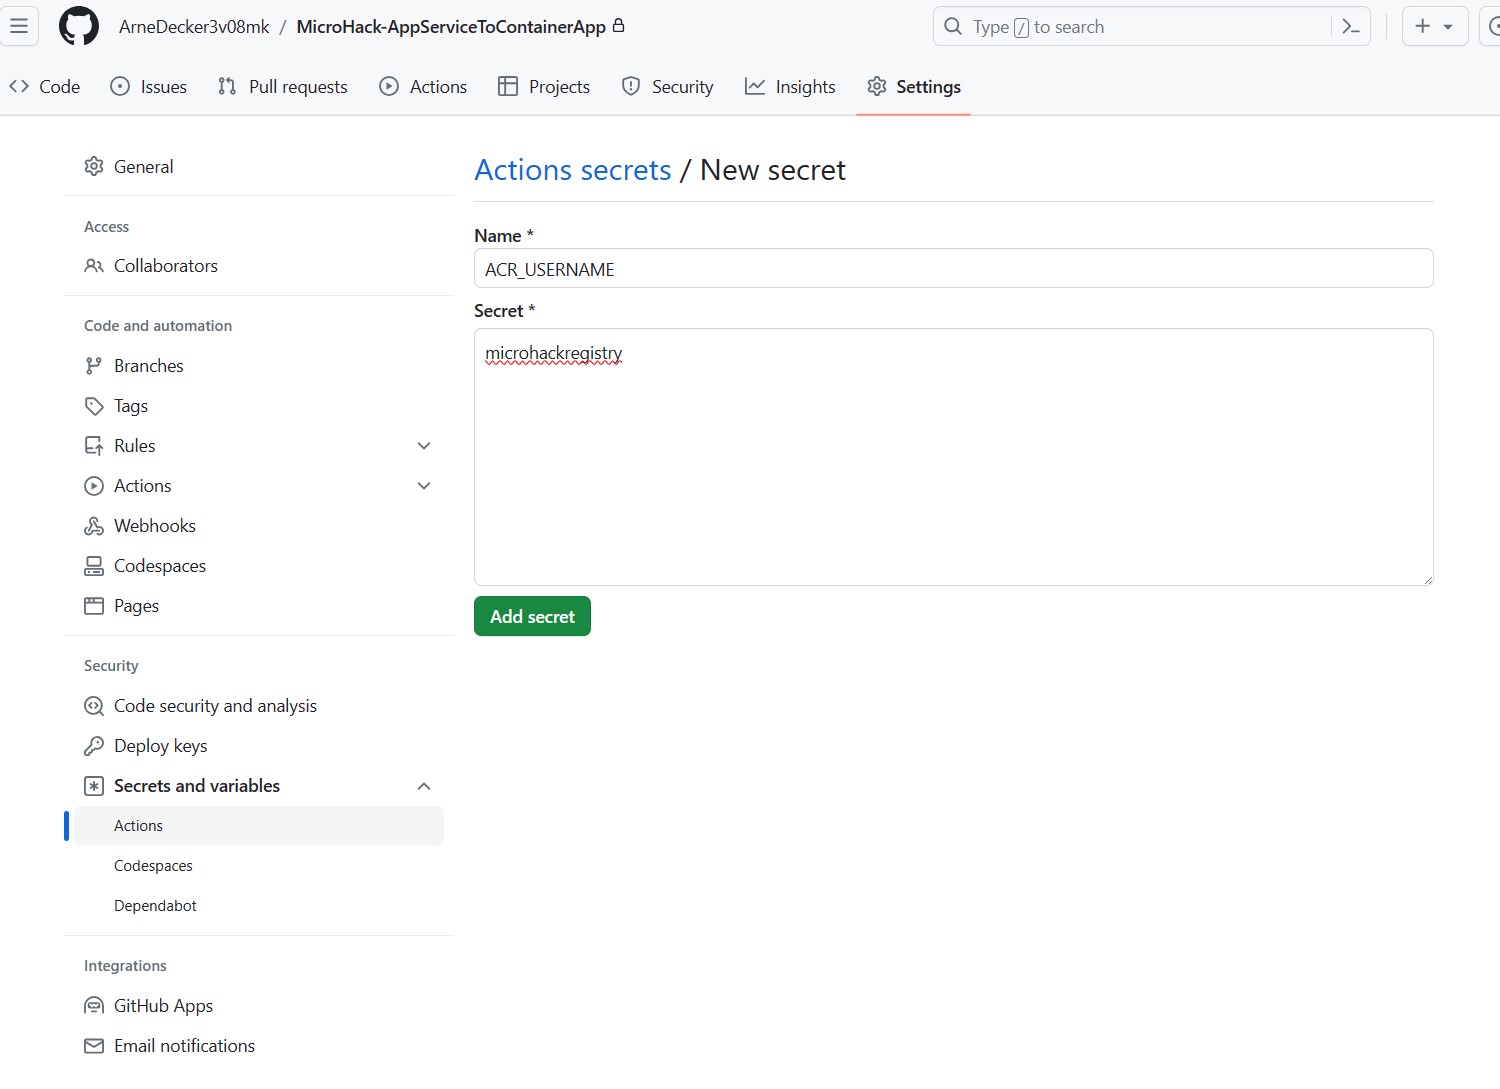 ArneDecker3v08mk / MicroHack-AppServiceToContainerApp
Type / to search
Code Issues Pull requests Actions Projects Security Insights Settings
General
Access
Collaborators
Code and automation
Branches
Tags
Rules
Actions
Webhooks
Codespaces
Pages
Security
Code security and analysis
Deploy keys
Secrets and variables
Actions
Codespaces
Dependabot
Integrations
GitHub Apps
Email notifications
Actions secrets / New secret
Name *
ACR_USERNAME
Secret *
microhackregistry
Add secret